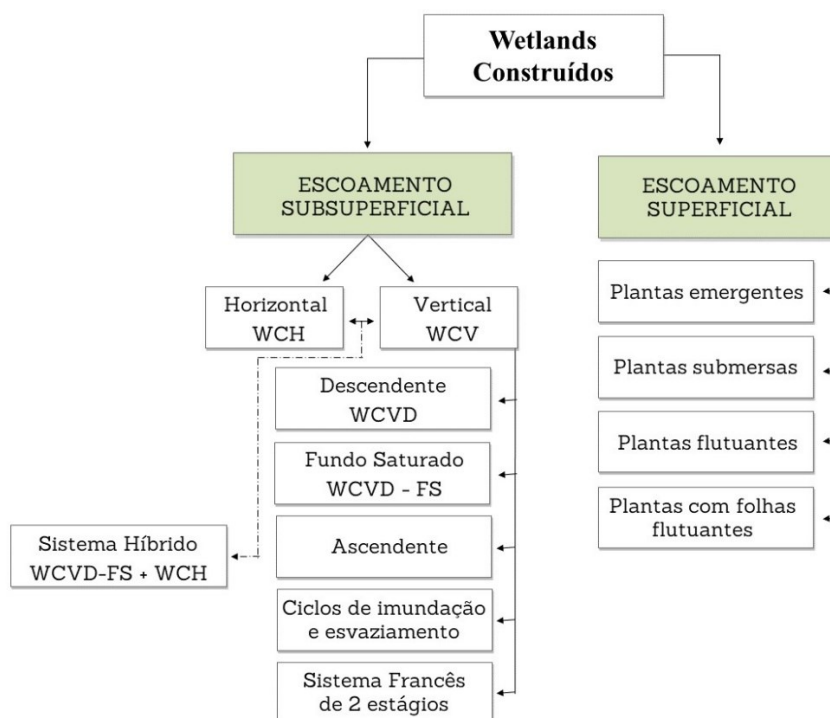 Wetlands
Construídos
ESCOAMENTO
SUBSUPERFICIAL
ESCOAMENTO
SUPERFICIAL
Horizontal
WCH
Vertical
WCV
Descendente
WCVD
Fundo Saturado
WCVD - FS
Ascendente
Ciclos de imundação
e esvaziamento
Sistema Francês
de 2 estágios
Sistema Híbrido
WCVD-FS + WCH
Plantas emergentes
Plantas submersas
Plantas flutuantes
Plantas com folhas
flutuantes